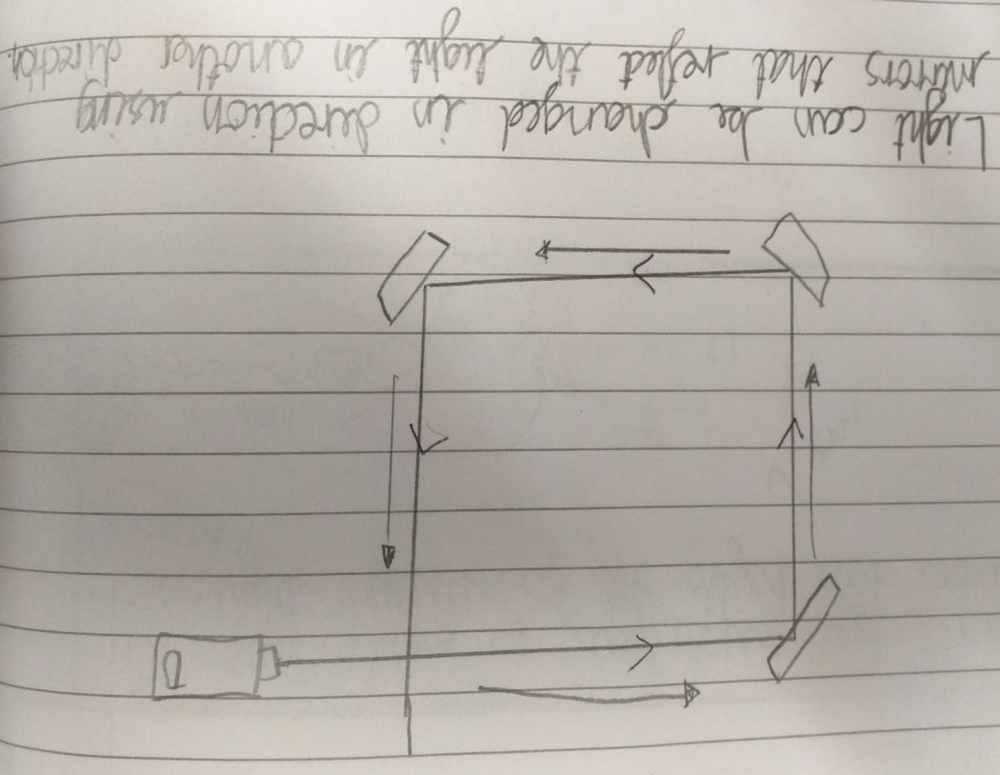 Light can be changed in direction using
mirrors that reflect the light in another direction.